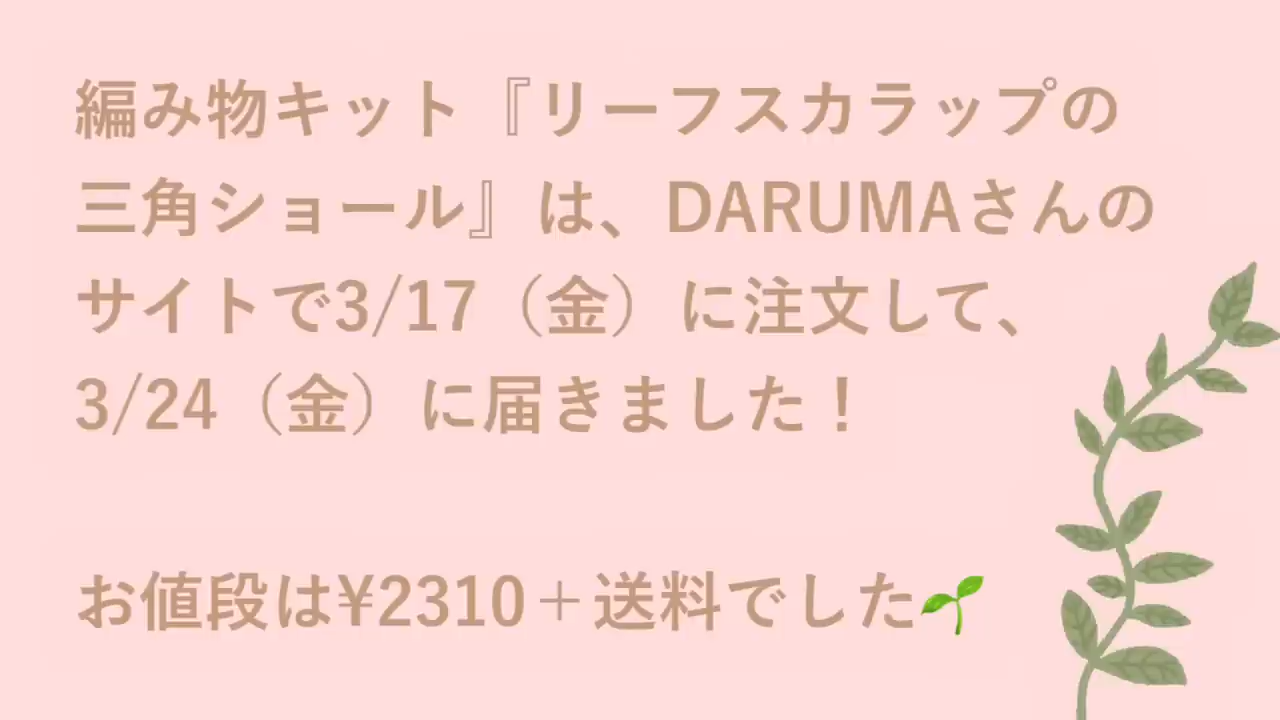 編み物キット『リーフスカラップの
三角ショール』は、DARUMAさんの
サイトで3/17（金）に注文して、
3/24（金）に届きました！
お値段は¥2310＋送料でした🌱